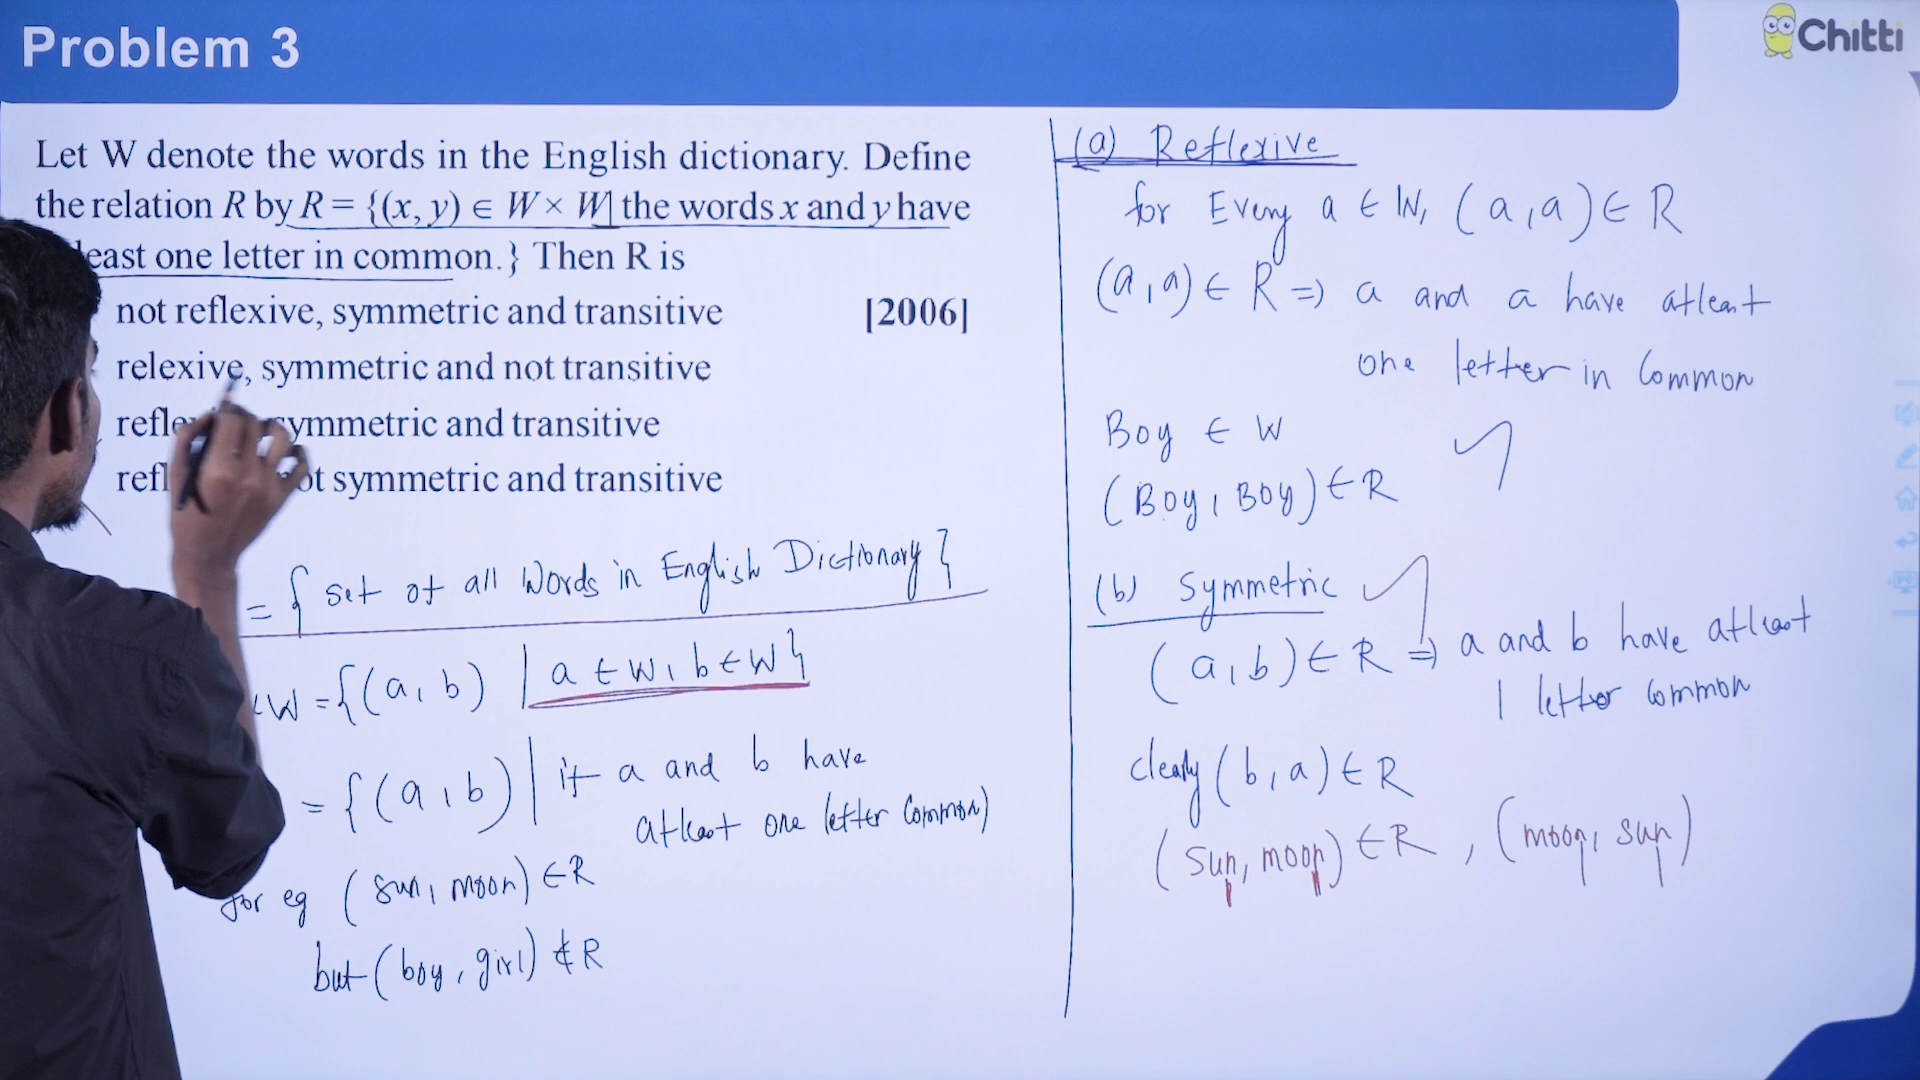 Problem 3
Chitti
Let W denote the words in the English dictionary. Define
the relation R by R = {(x, y) ∈ W × W| the words x and y have
east one letter in common.} Then R is
not reflexive, symmetric and transitive [2006]
relexive, symmetric and not transitive
symmetric and transitive
symmetric and transitive
= { set of all words in English Dictionary }
W = {(a, b) | a ∈ W, b ∈ W}
= {(a, b) | if a and b have
atleast one letter common)
for eg (sun, moon) ∈ R
but (boy, girl) ∉ R
(a) Reflexive
for Every a ∈ W, (a, a) ∈ R
(a, a) ∈ R ⇒ a and a have atleast
one letter in common
Boy ∈ W
(Boy, Boy) ∈ R
(b) Symmetric
(a, b) ∈ R ⇒ a and b have atleast
1 letter common
clearly (b, a) ∈ R
(sun, moon) ∈ R , (moon, sun)